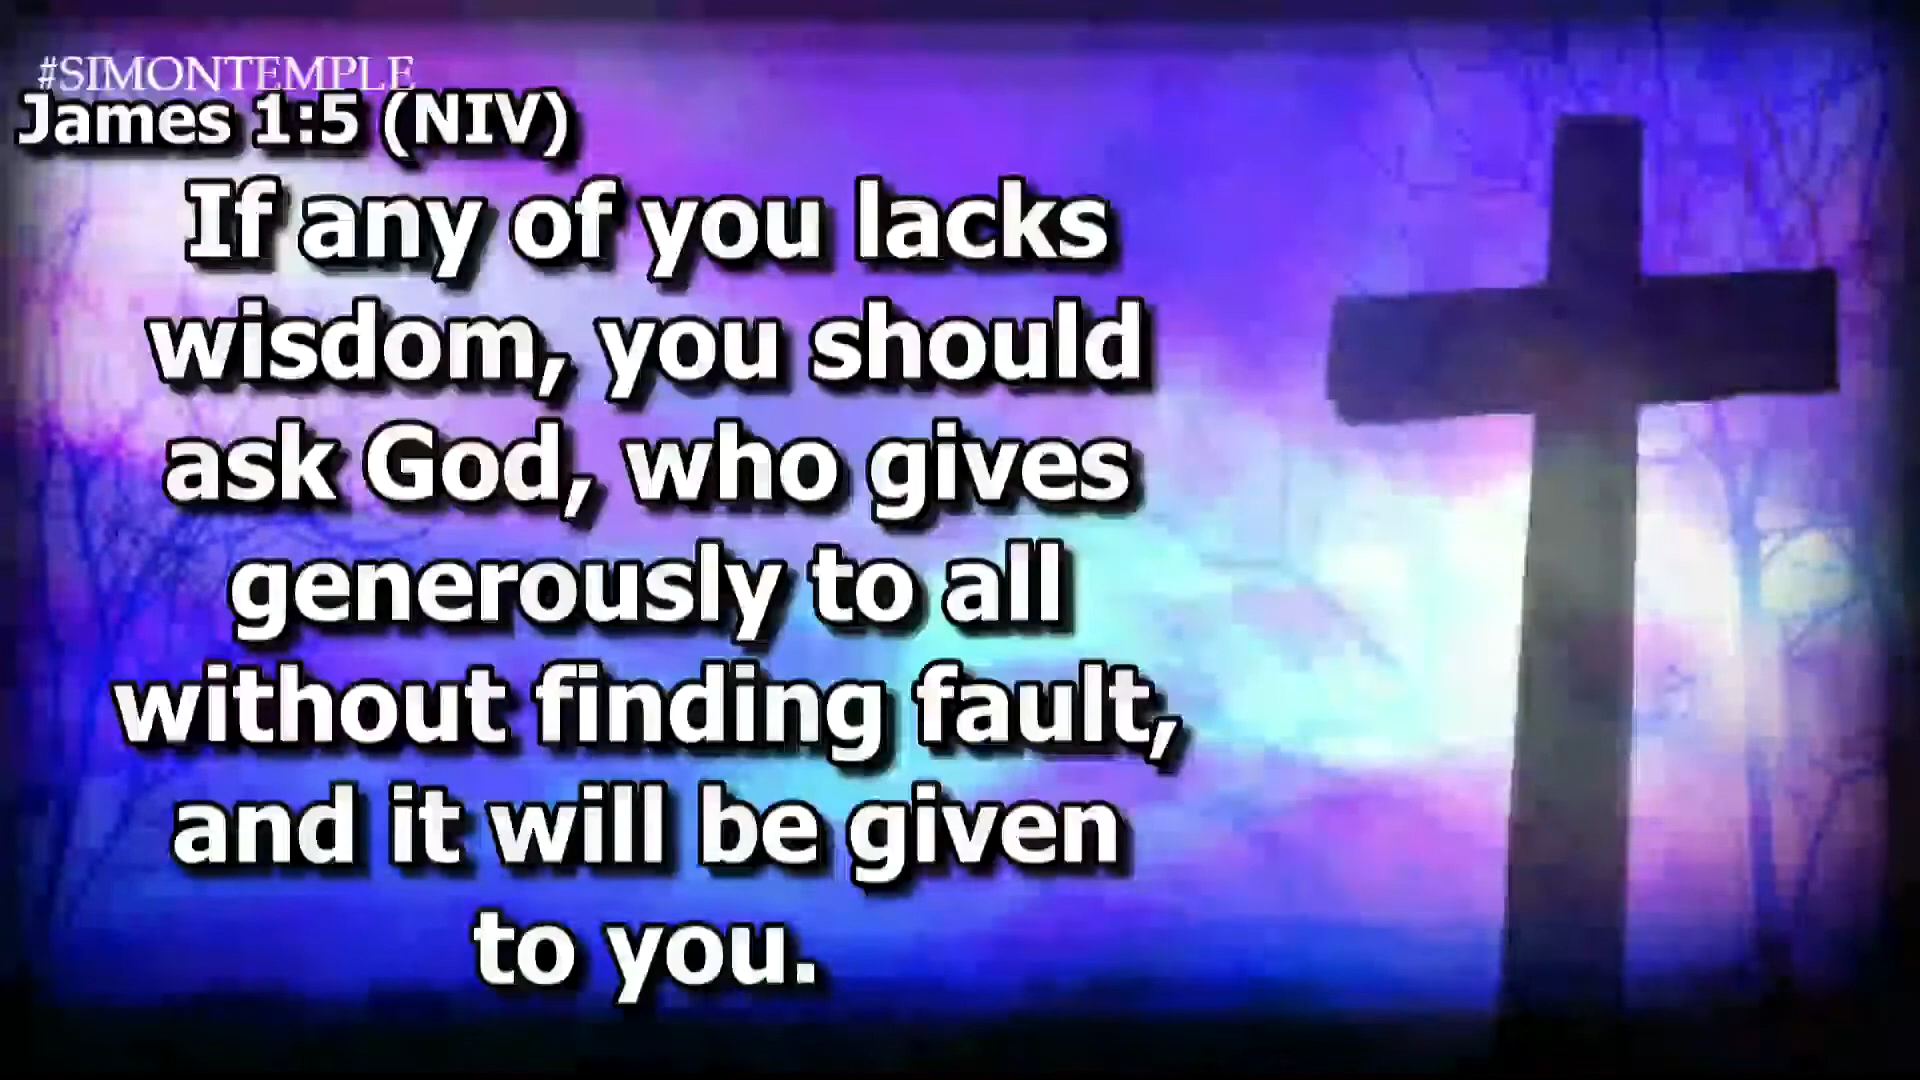 #SIMONTEMPLE
James 1:5 (NIV)
If any of you lacks
wisdom, you should
ask God, who gives
generously to all
without finding fault,
and it will be given
to you.